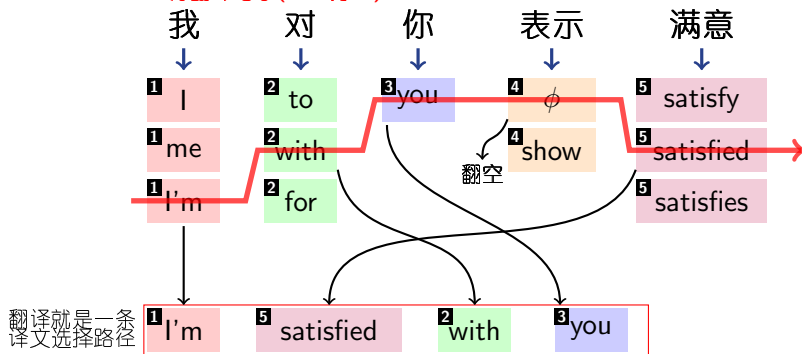 我 对 你 表示 满意
1 I 2 to 3 you 4 ϕ 5 satisfy
1 me 2 with 4 show 5 satisfied
翻空
1 I'm 2 for 5 satisfies
翻译就是一条
译文选择路径
1 I'm 5 satisfied 2 with 3 you